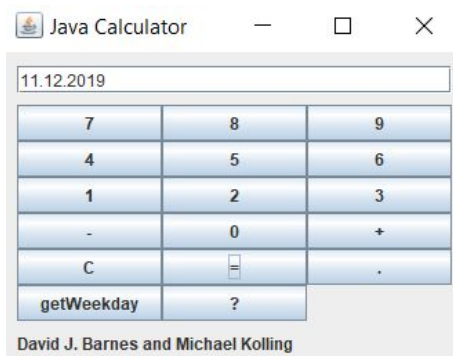 Java Calculator
11.12.2019
7 8 9
4 5 6
1 2 3
- 0 +
C = .
getWeekday ?
David J. Barnes and Michael Kolling